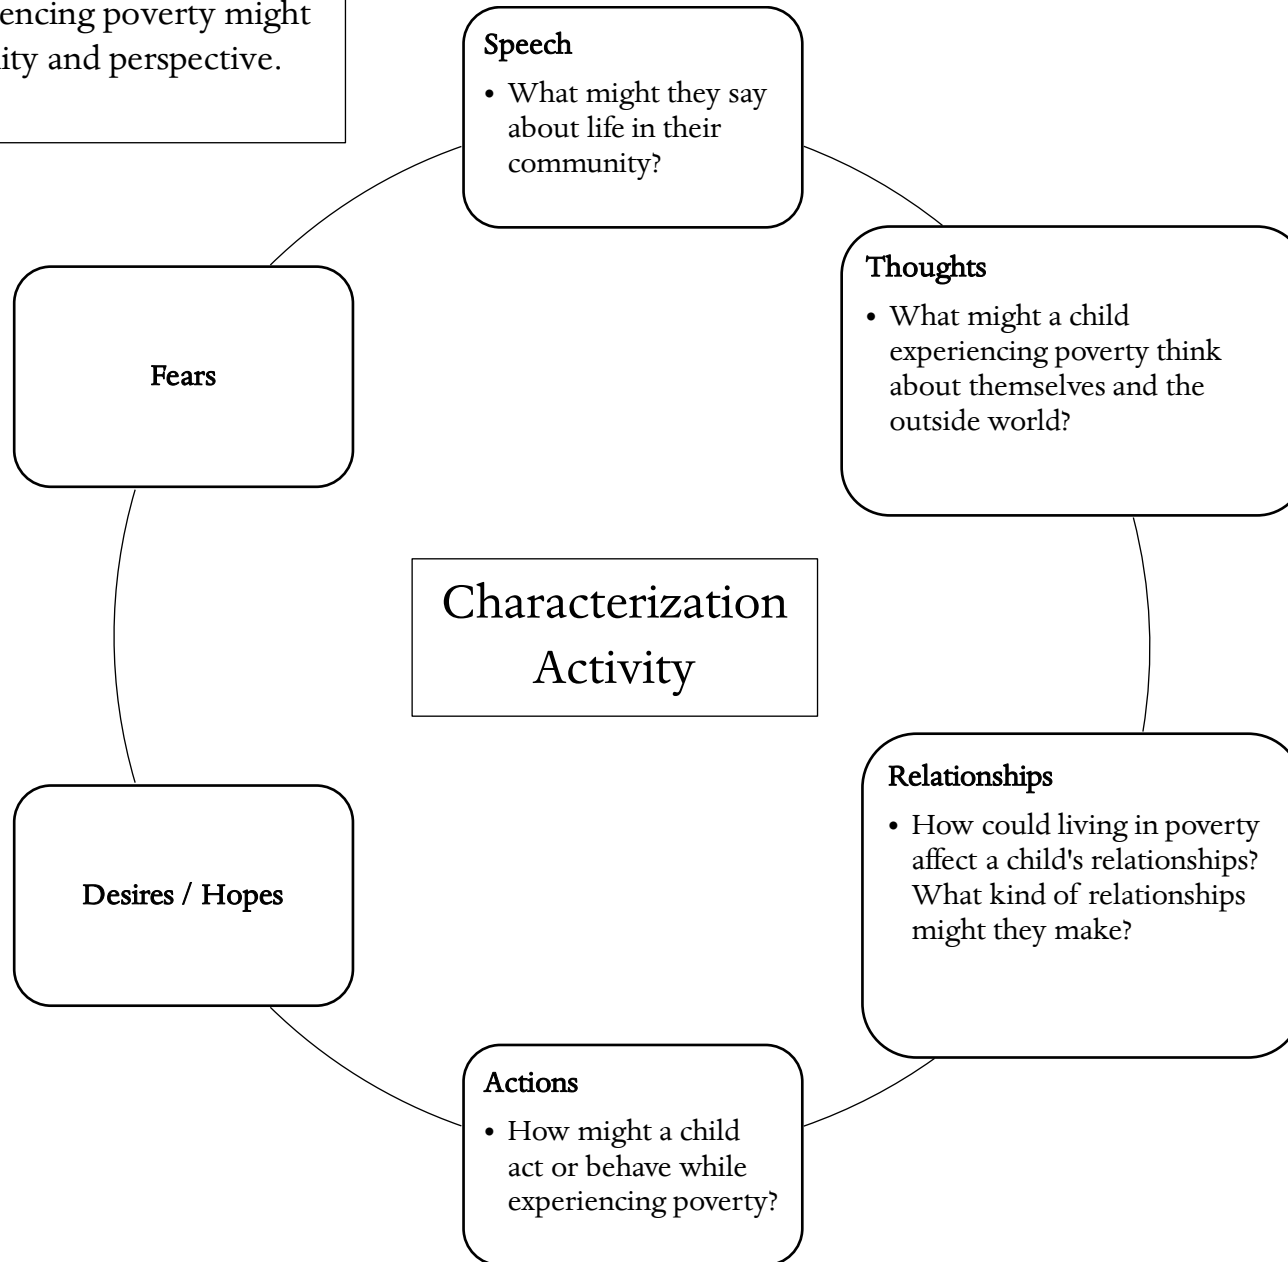 encing poverty might
ity and perspective.
Speech
• What might they say
about life in their
community?
Thoughts
• What might a child
experiencing poverty think
about themselves and the
outside world?
Fears
Characterization
Activity
Relationships
• How could living in poverty
affect a child's relationships?
What kind of relationships
might they make?
Desires / Hopes
Actions
• How might a child
act or behave while
experiencing poverty?